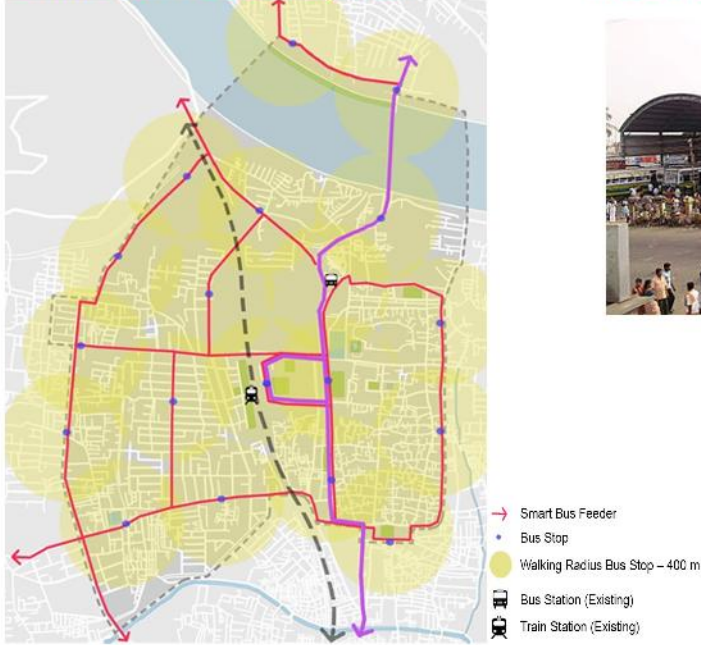 Smart Bus Feeder
Bus Stop
Walking Radius Bus Stop – 400 m
Bus Station (Existing)
Train Station (Existing)